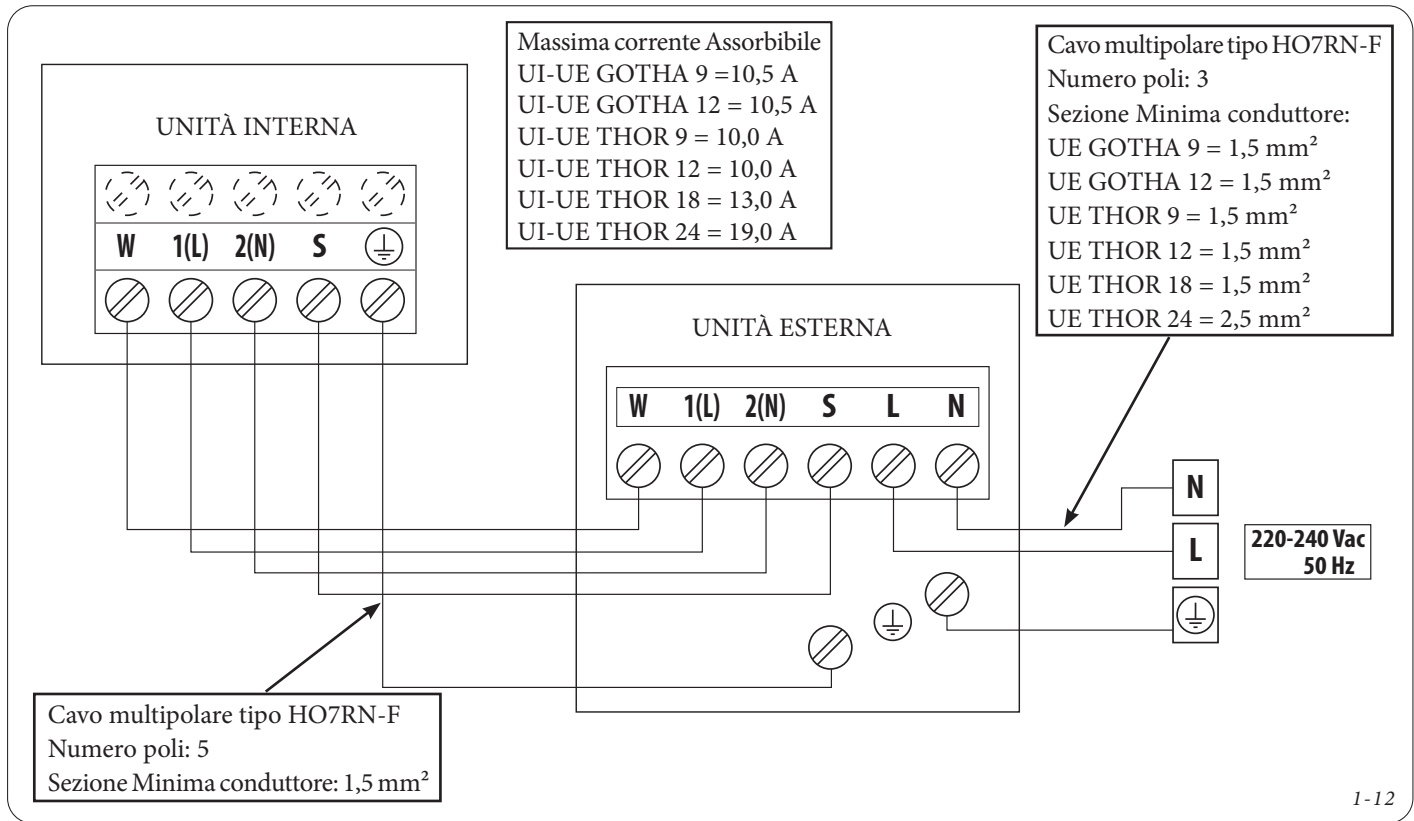 Massima corrente Assorbibile
UI-UE GOTHA 9 =10,5 A
UI-UE GOTHA 12 = 10,5 A
UI-UE THOR 9 = 10,0 A
UI-UE THOR 12 = 10,0 A
UI-UE THOR 18 = 13,0 A
UI-UE THOR 24 = 19,0 A
Cavo multipolare tipo HO7RN-F
Numero poli: 3
Sezione Minima conduttore:
UE GOTHA 9 = 1,5 mm²
UE GOTHA 12 = 1,5 mm²
UE THOR 9 = 1,5 mm²
UE THOR 12 = 1,5 mm²
UE THOR 18 = 1,5 mm²
UE THOR 24 = 2,5 mm²
UNITÀ INTERNA
W 1(L) 2(N) S
UNITÀ ESTERNA
W 1(L) 2(N) S L N
N
L
220-240 Vac
50 Hz
Cavo multipolare tipo HO7RN-F
Numero poli: 5
Sezione Minima conduttore: 1,5 mm²
1-12